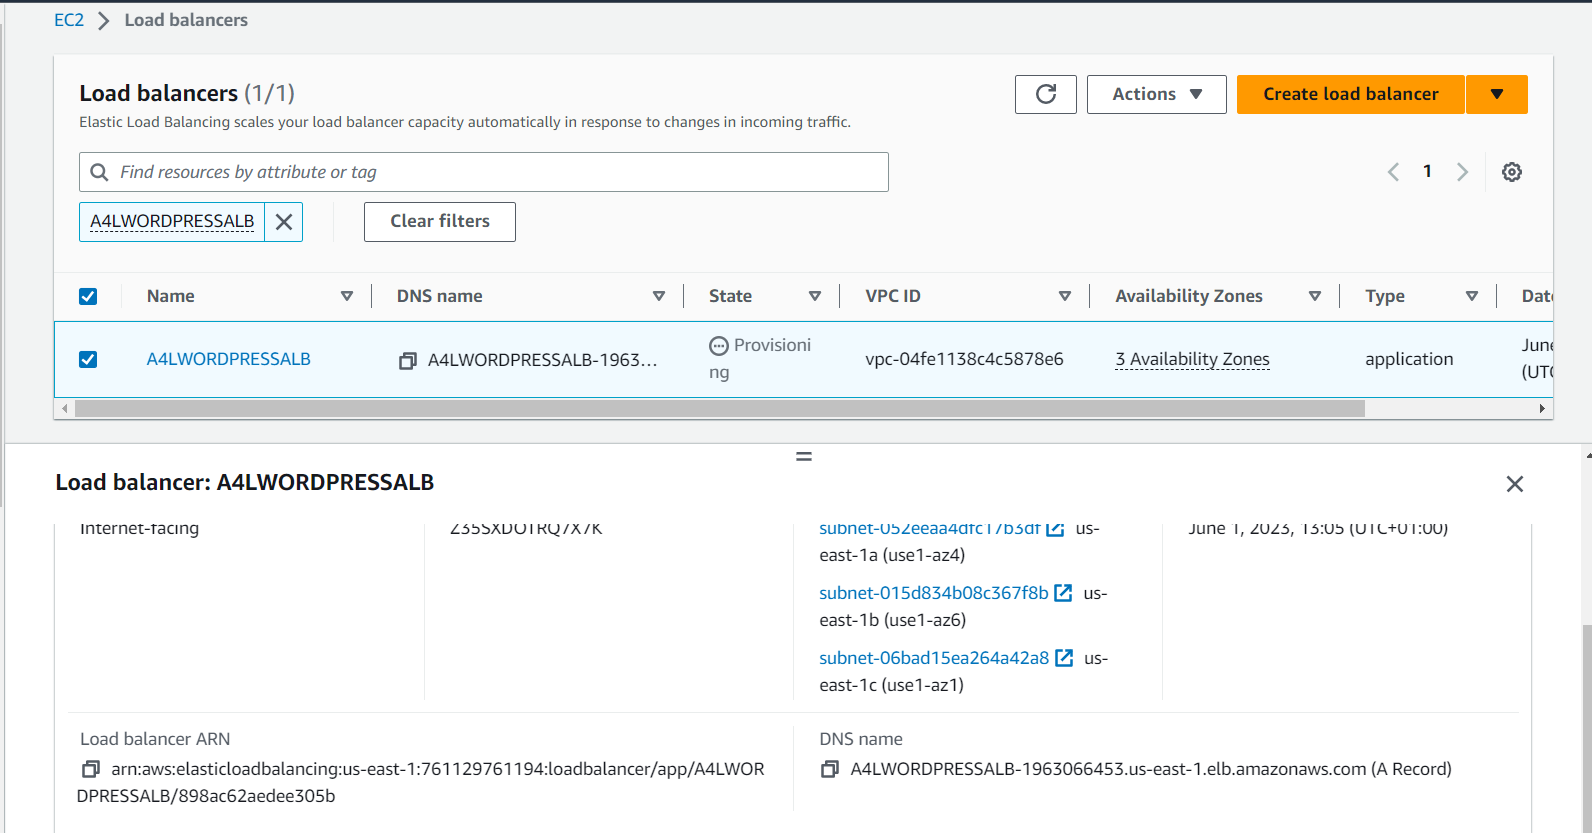 EC2 > Load balancers
Load balancers (1/1)
Actions
Create load balancer
Elastic Load Balancing scales your load balancer capacity automatically in response to changes in incoming traffic.
Find resources by attribute or tag
1
A4LWORDPRESSALB
Clear filters
Name
DNS name
State
VPC ID
Availability Zones
Type
Date
A4LWORDPRESSALB
A4LWORDPRESSALB-1963...
Provisioni
ng
vpc-04fe1138c4c5878e6
3 Availability Zones
application
June
(UTC
Load balancer: A4LWORDPRESSALB
Internet-facing
Z35SXDOTRQ7X7K
subnet-052eeaa4dfc17b3df us-
east-1a (use1-az4)
subnet-015d834b08c367f8b us-
east-1b (use1-az6)
subnet-06bad15ea264a42a8 us-
east-1c (use1-az1)
June 1, 2023, 13:05 (UTC+01:00)
Load balancer ARN
arn:aws:elasticloadbalancing:us-east-1:761129761194:loadbalancer/app/A4LWOR
DPRESSALB/898ac62aedee305b
DNS name
A4LWORDPRESSALB-1963066453.us-east-1.elb.amazonaws.com (A Record)